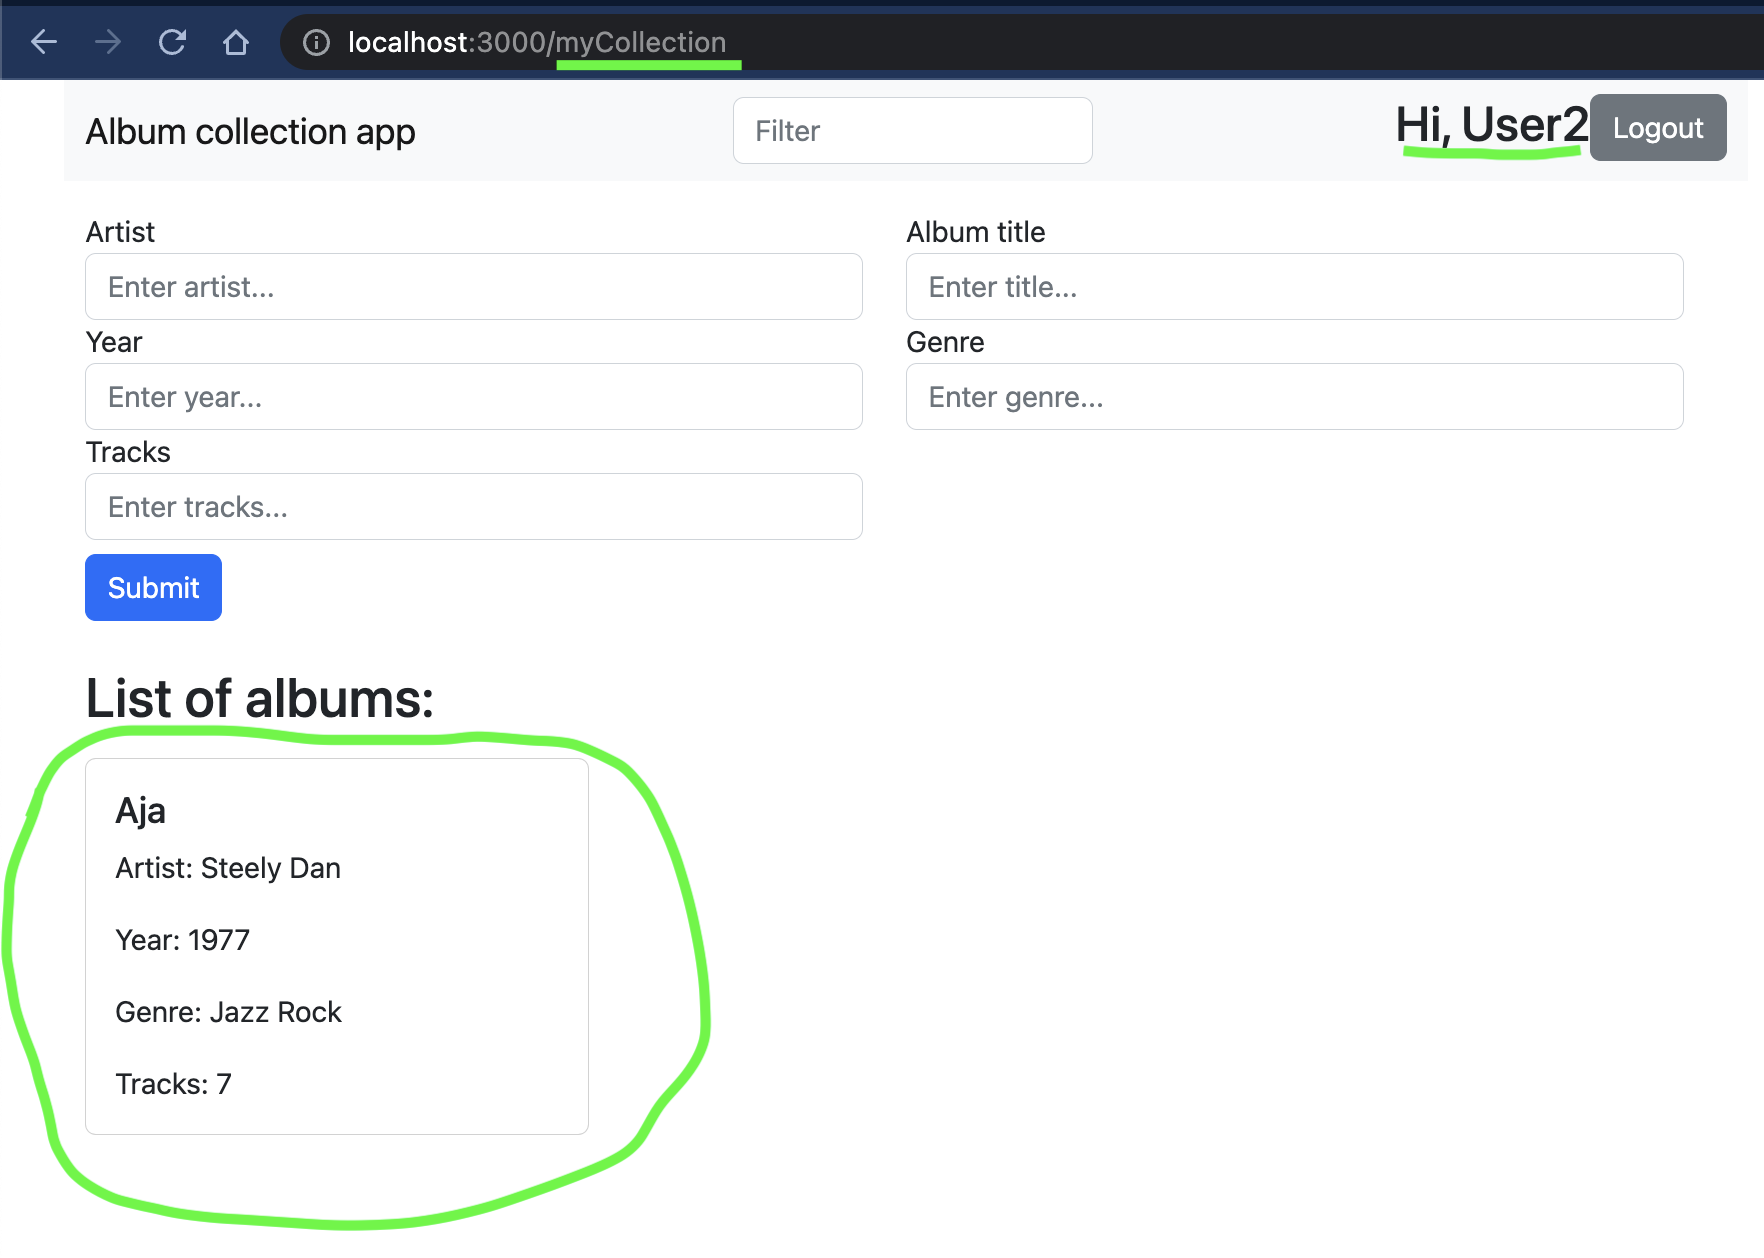 localhost:3000/myCollection
Album collection app
Filter
Hi, User2
Logout
Artist
Album title
Enter artist...
Enter title...
Year
Genre
Enter year...
Enter genre...
Tracks
Enter tracks...
Submit
List of albums:
Aja
Artist: Steely Dan
Year: 1977
Genre: Jazz Rock
Tracks: 7